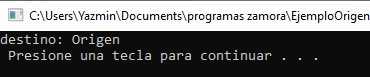 C:\Users\Yazmin\Documents\programas zamora\EjemploOrigen
destino: Origen
Presione una tecla para continuar . . .